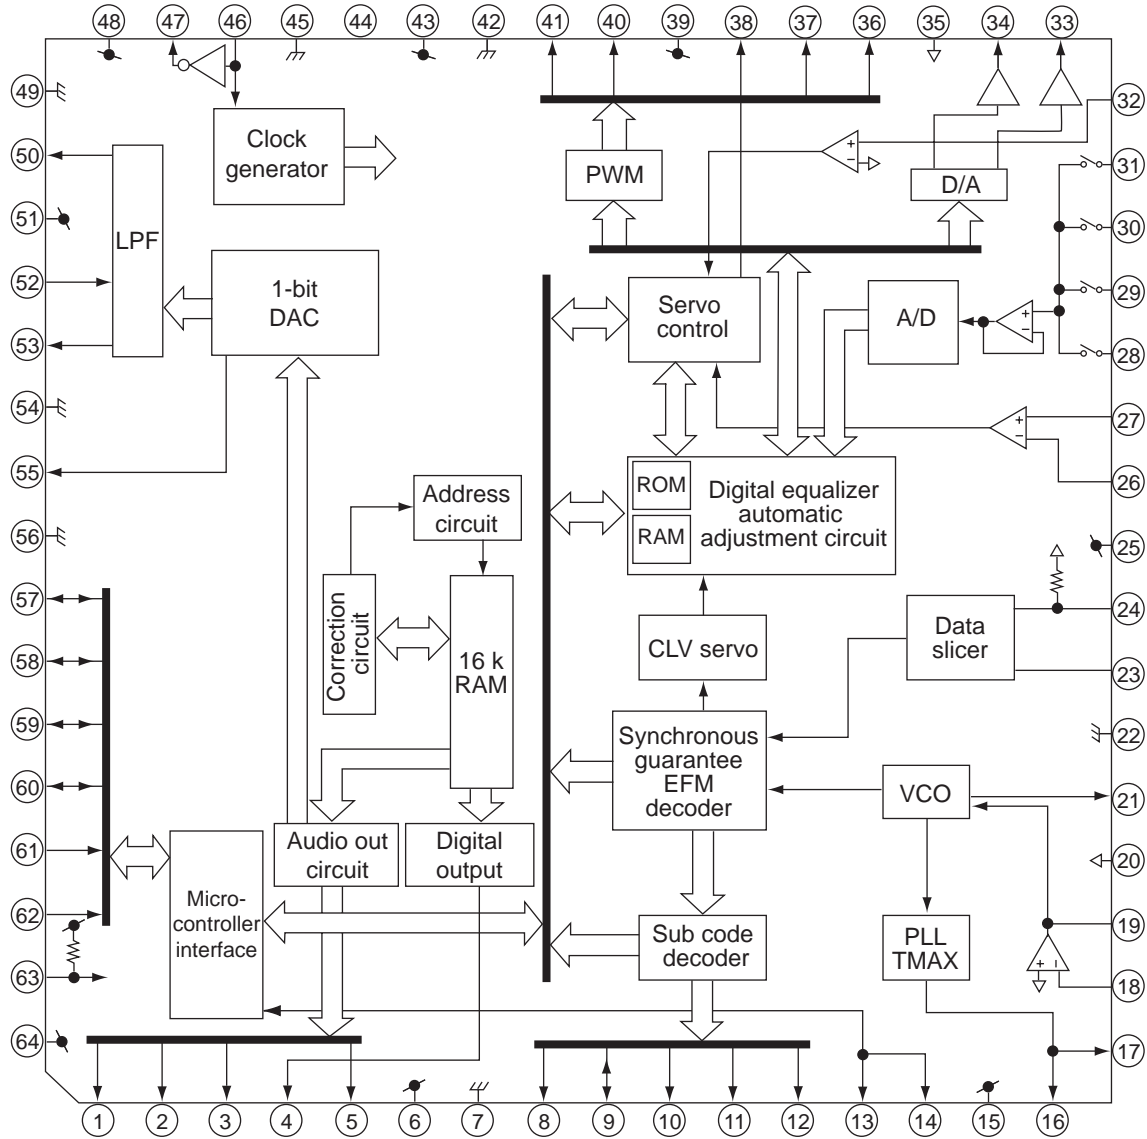 48 47 46 45 44 43 42 41 40 39 38 37 36 35 34 33
49
32
50
31
51
30
52
29
53
28
54
27
55
26
56
25
57
24
58
23
59
22
60
21
61
20
62
19
63
18
64
17
1 2 3 4 5 6 7 8 9 10 11 12 13 14 15 16
Clock
generator
PWM
+
−
D/A
LPF
1-bit
DAC
Servo
control
A/D
+
−
+
−
Address
circuit
ROM
RAM
Digital equalizer
automatic
adjustment circuit
Correction
circuit
16 k
RAM
CLV servo
Data
slicer
Synchronous
guarantee
EFM
decoder
VCO
Audio out
circuit
Digital
output
Micro-
controller
interface
Sub code
decoder
PLL
TMAX
+ −